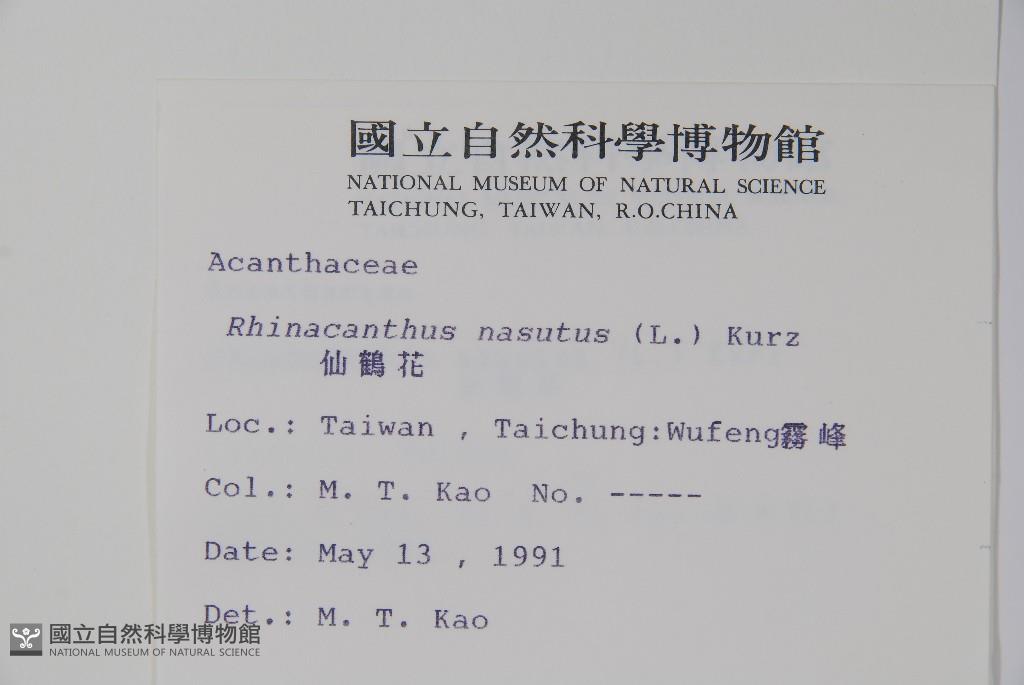 國立自然科學博物館
NATIONAL MUSEUM OF NATURAL SCIENCE
TAICHUNG, TAIWAN, R.O.CHINA
Acanthaceae
Rhinacanthus nasutus (L.) Kurz
仙鶴花
Loc.: Taiwan , Taichung:Wufeng霧峰
Col.: M. T. Kao No. -----
Date: May 13 , 1991
Det.: M. T. Kao
國立自然科學博物館
NATIONAL MUSEUM OF NATURAL SCIENCE